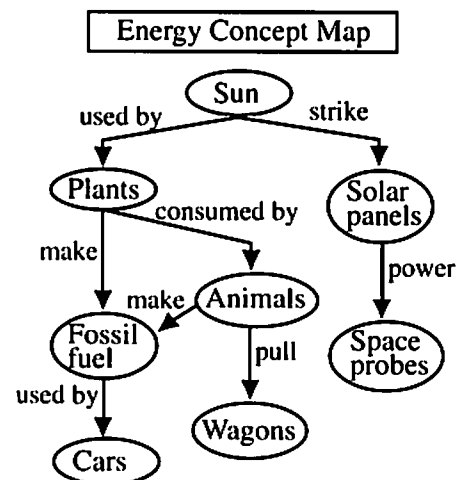 Energy Concept Map
Sun
used by
strike
Plants
consumed by
Solar
panels
make
power
make
Animals
Fossil
fuel
pull
Space
probes
used by
Wagons
Cars